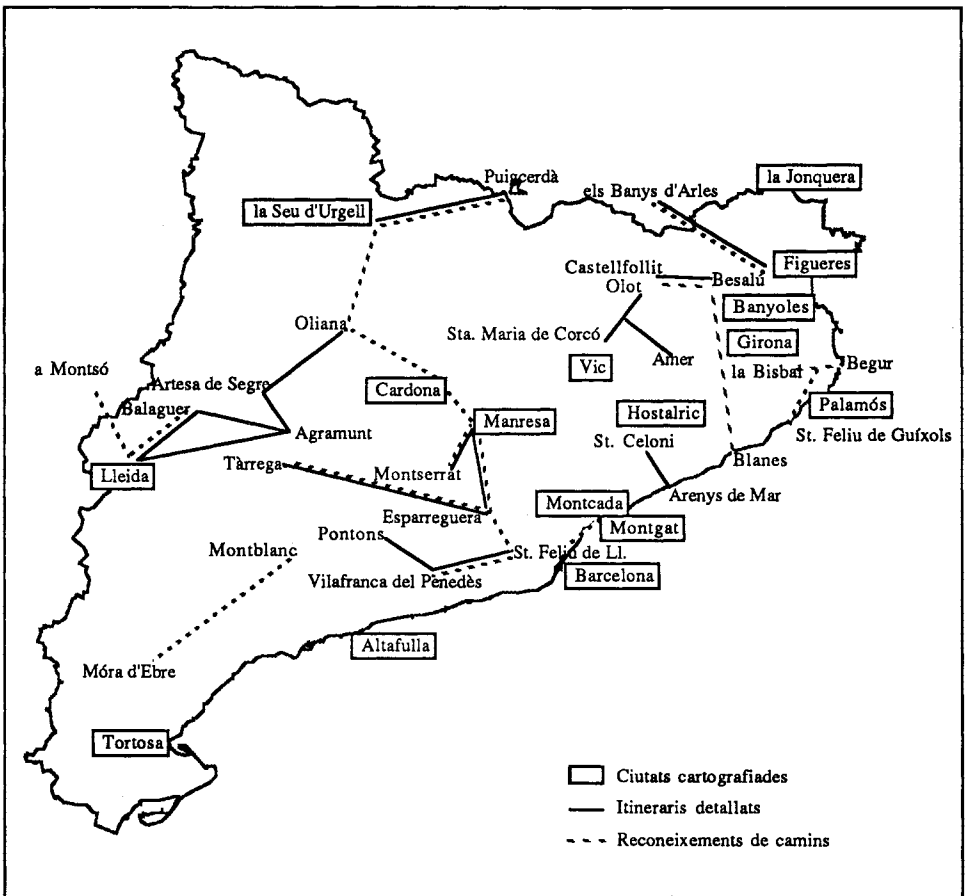 la Jonquera
Puigcerdà
els Banys d'Arles
la Seu d'Urgell
Figueres
Castellfollit
Besalú
Olot
Banyoles
Oliana
Sta. Maria de Corcó
Girona
Vic
Amer
la Bisbal
Begur
a Montsó
Artesa de Segre
Cardona
Balaguer
Palamós
Hostalric
Manresa
Agramunt
St. Feliu de Guíxols
St. Celoni
Tàrrega
Blanes
Lleida
Montserrat
Arenys de Mar
Montcada
Esparreguera
Montgat
Pontons
Montblanc
St. Feliu de Ll.
Vilafranca del Penedès
Barcelona
Altafulla
Móra d'Ebre
Tortosa
Ciutats cartografiades
Itineraris detallats
Reconeixements de camins